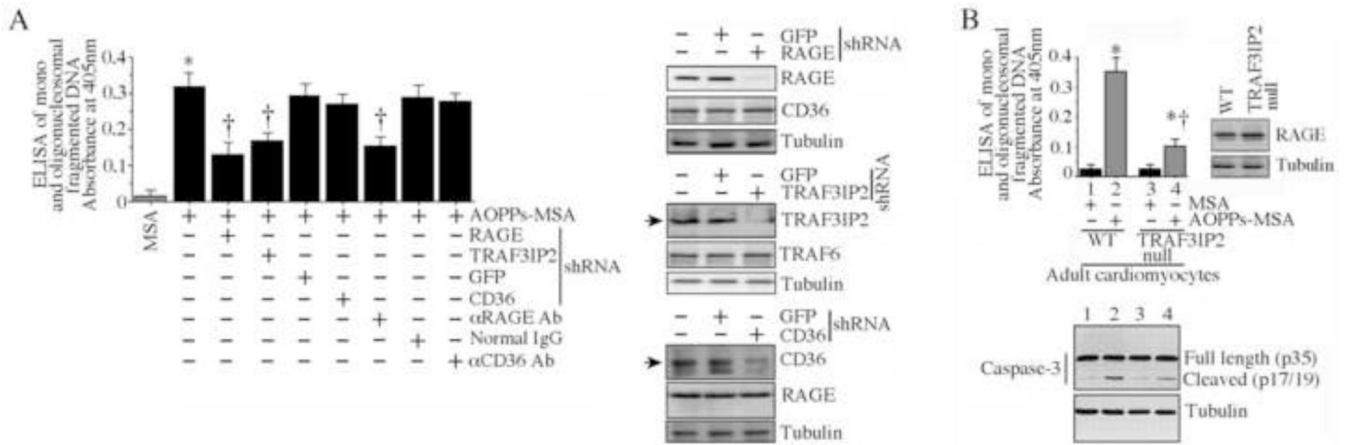 A
ELISA of mono
and oligonucleosomal
fragmented DNA
Absorbance at 405nm
0.4
0.3
0.2
0.1
0
* † † †
MSA
+ + + + + + + + AOPPs-MSA
− + − − − − − − RAGE
− − + − − − − − TRAF3IP2
− − − + − − − − GFP
− − − − + − − − CD36
shRNA
− − − − − + − − αRAGE Ab
− − − − − − + − Normal IgG
− − − − − − − + αCD36 Ab
− + − GFP
− − + RAGE
shRNA
RAGE
CD36
Tubulin
− + − GFP
− − + TRAF3IP2
shRNA
TRAF3IP2
TRAF6
Tubulin
− + − GFP
− − + CD36
shRNA
CD36
RAGE
Tubulin
B
ELISA of mono
and oligonucleosomal
fragmented DNA
Absorbance at 405nm
0.4
0.3
0.2
0.1
0
*
*†
1 2 3 4
+ − + − MSA
− + − + AOPPs-MSA
WT TRAF3IP2
null
Adult cardiomyocytes
WT
TRAF3IP2
null
RAGE
Tubulin
1 2 3 4
Caspase-3
Full length (p35)
Cleaved (p17/19)
Tubulin